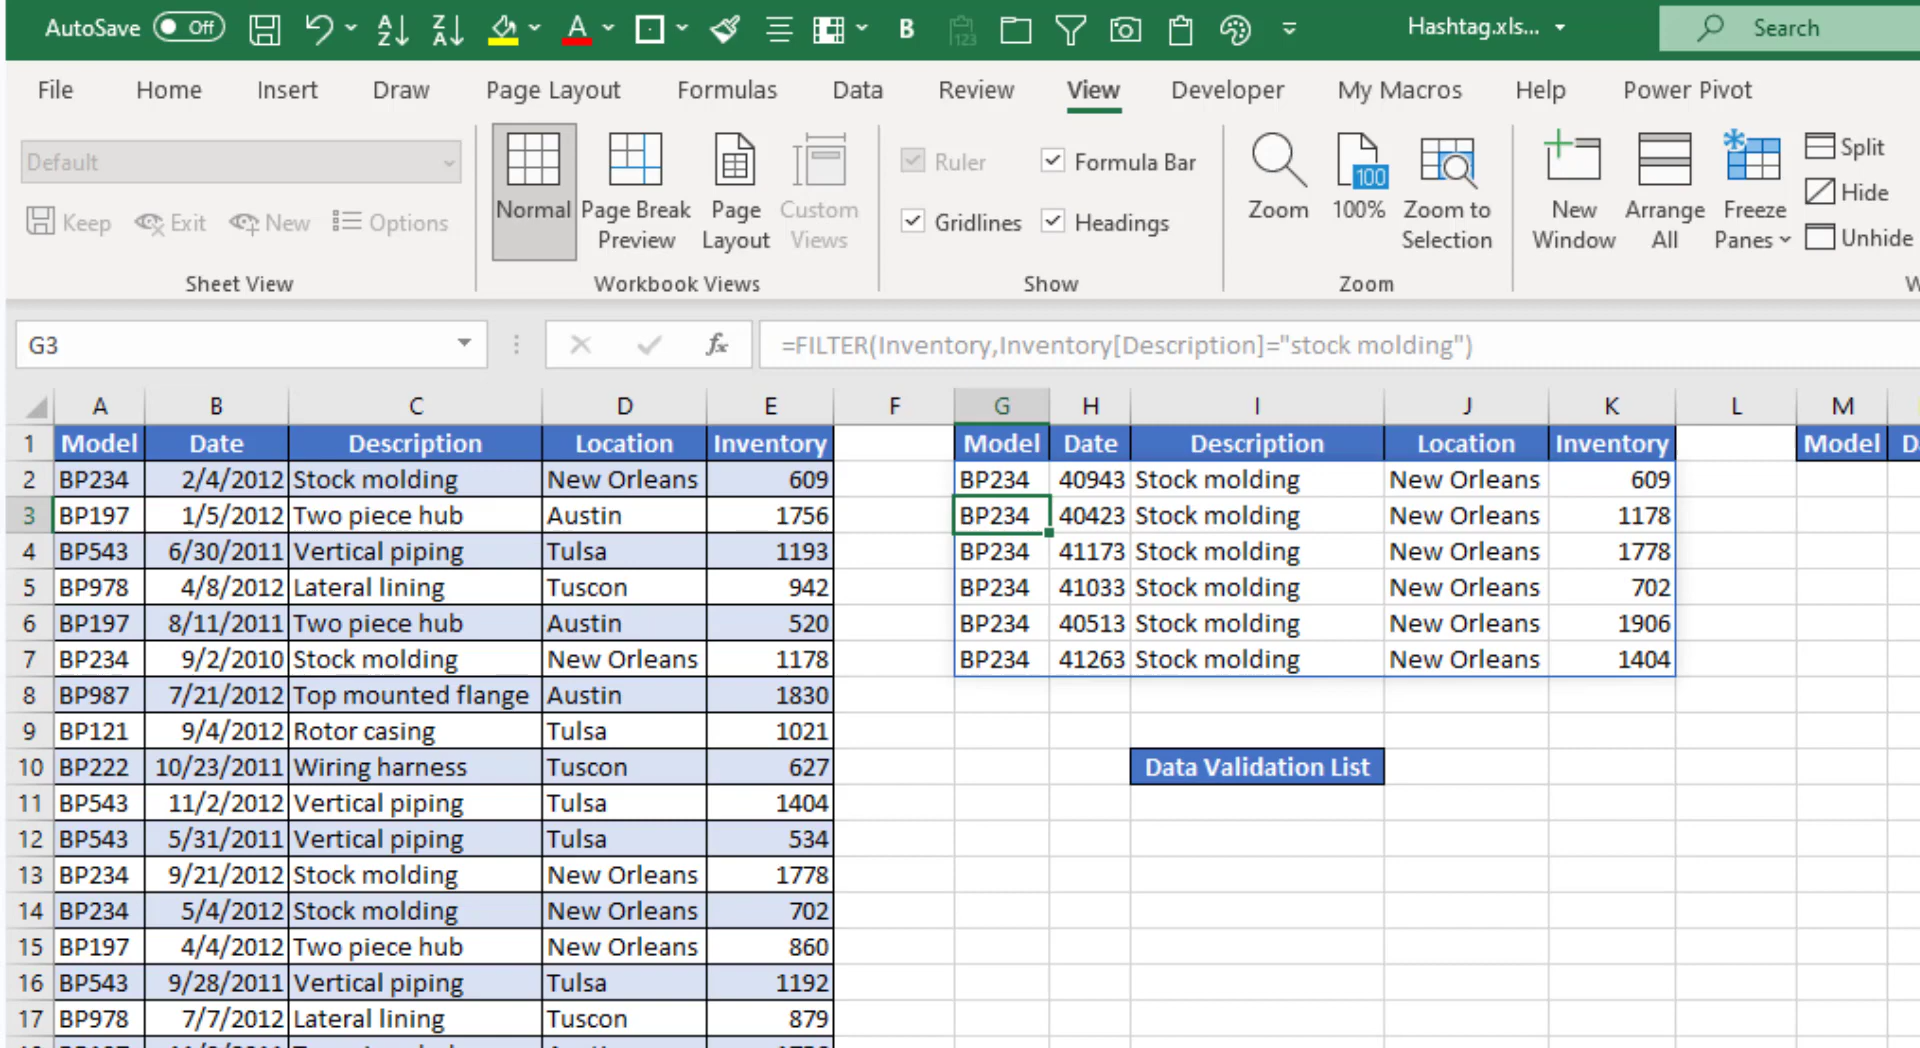 AutoSave Off Hashtag.xls... Search
File Home Insert Draw Page Layout Formulas Data Review View Developer My Macros Help Power Pivot
Default
Keep Exit New Options
Sheet View
Normal Page Break Preview Page Layout Custom Views
Workbook Views
Ruler Formula Bar
Gridlines Headings
Show
Zoom 100 100% Zoom to Selection
Zoom
New Window Arrange All Freeze Panes
Split
Hide
Unhide
G3 fx =FILTER(Inventory,Inventory[Description]="stock molding")
A B C D E F G H I J K L M
1 Model Date Description Location Inventory Model Date Description Location Inventory Model
2 BP234 2/4/2012 Stock molding New Orleans 609 BP234 40943 Stock molding New Orleans 609
3 BP197 1/5/2012 Two piece hub Austin 1756 BP234 40423 Stock molding New Orleans 1178
4 BP543 6/30/2011 Vertical piping Tulsa 1193 BP234 41173 Stock molding New Orleans 1778
5 BP978 4/8/2012 Lateral lining Tuscon 942 BP234 41033 Stock molding New Orleans 702
6 BP197 8/11/2011 Two piece hub Austin 520 BP234 40513 Stock molding New Orleans 1906
7 BP234 9/2/2010 Stock molding New Orleans 1178 BP234 41263 Stock molding New Orleans 1404
8 BP987 7/21/2012 Top mounted flange Austin 1830
9 BP121 9/4/2012 Rotor casing Tulsa 1021
10 BP222 10/23/2011 Wiring harness Tuscon 627 Data Validation List
11 BP543 11/2/2012 Vertical piping Tulsa 1404
12 BP543 5/31/2011 Vertical piping Tulsa 534
13 BP234 9/21/2012 Stock molding New Orleans 1778
14 BP234 5/4/2012 Stock molding New Orleans 702
15 BP197 4/4/2012 Two piece hub New Orleans 860
16 BP543 9/28/2011 Vertical piping Tulsa 1192
17 BP978 7/7/2012 Lateral lining Tuscon 879